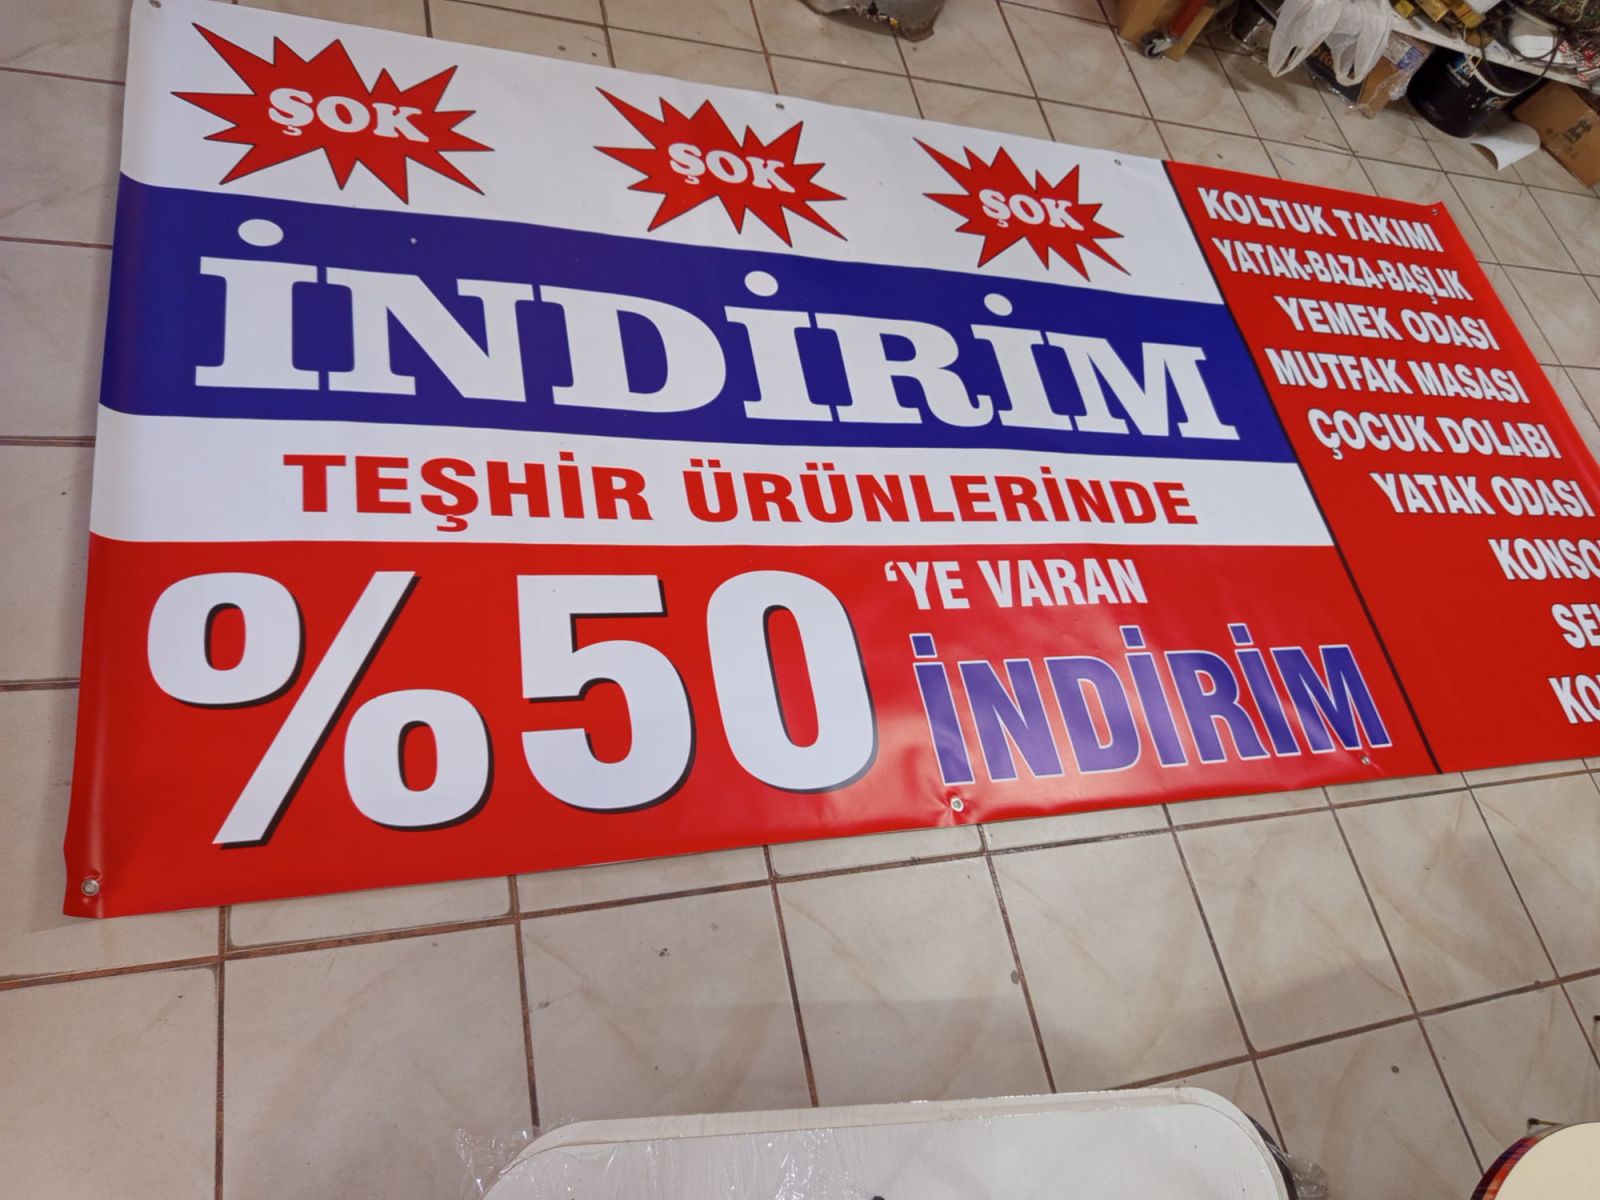 ŞOK ŞOK ŞOK
İNDİRİM
TEŞHİR ÜRÜNLERİNDE
%50 'YE VARAN
İNDİRİM
KOLTUK TAKIMI
YATAK-BAZA-BAŞLIK
YEMEK ODASI
MUTFAK MASASI
ÇOCUK DOLABI
YATAK ODASI